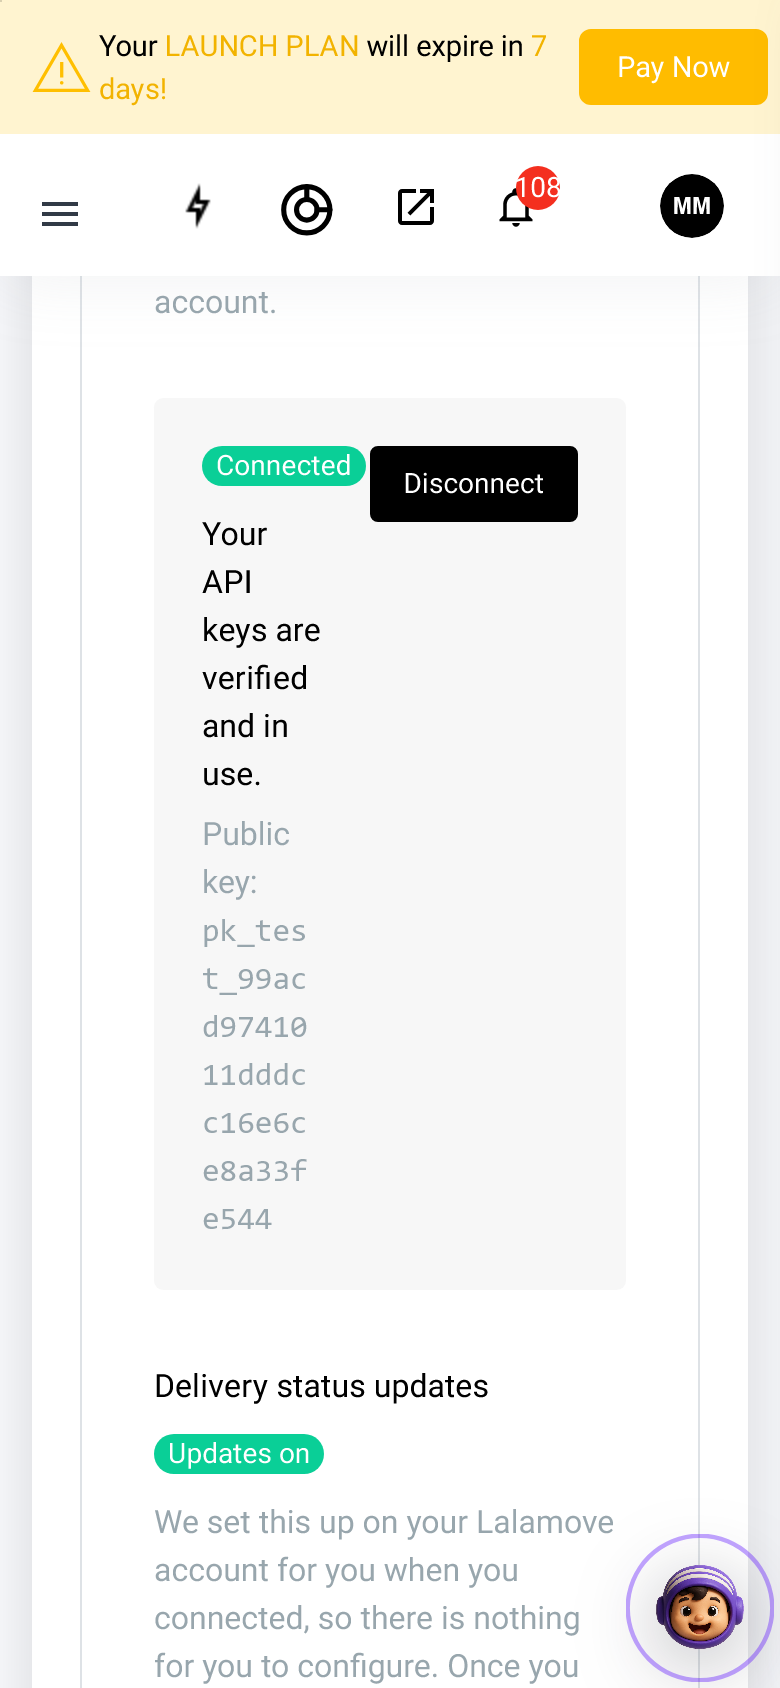 Your LAUNCH PLAN will expire in 7
days!
Pay Now
108
MM
account.
Connected
Disconnect
Your
API
keys are
verified
and in
use.
Public
key:
pk_tes
t_99ac
d97410
11dddc
c16e6c
e8a33f
e544
Delivery status updates
Updates on
We set this up on your Lalamove
account for you when you
connected, so there is nothing
for you to configure. Once you